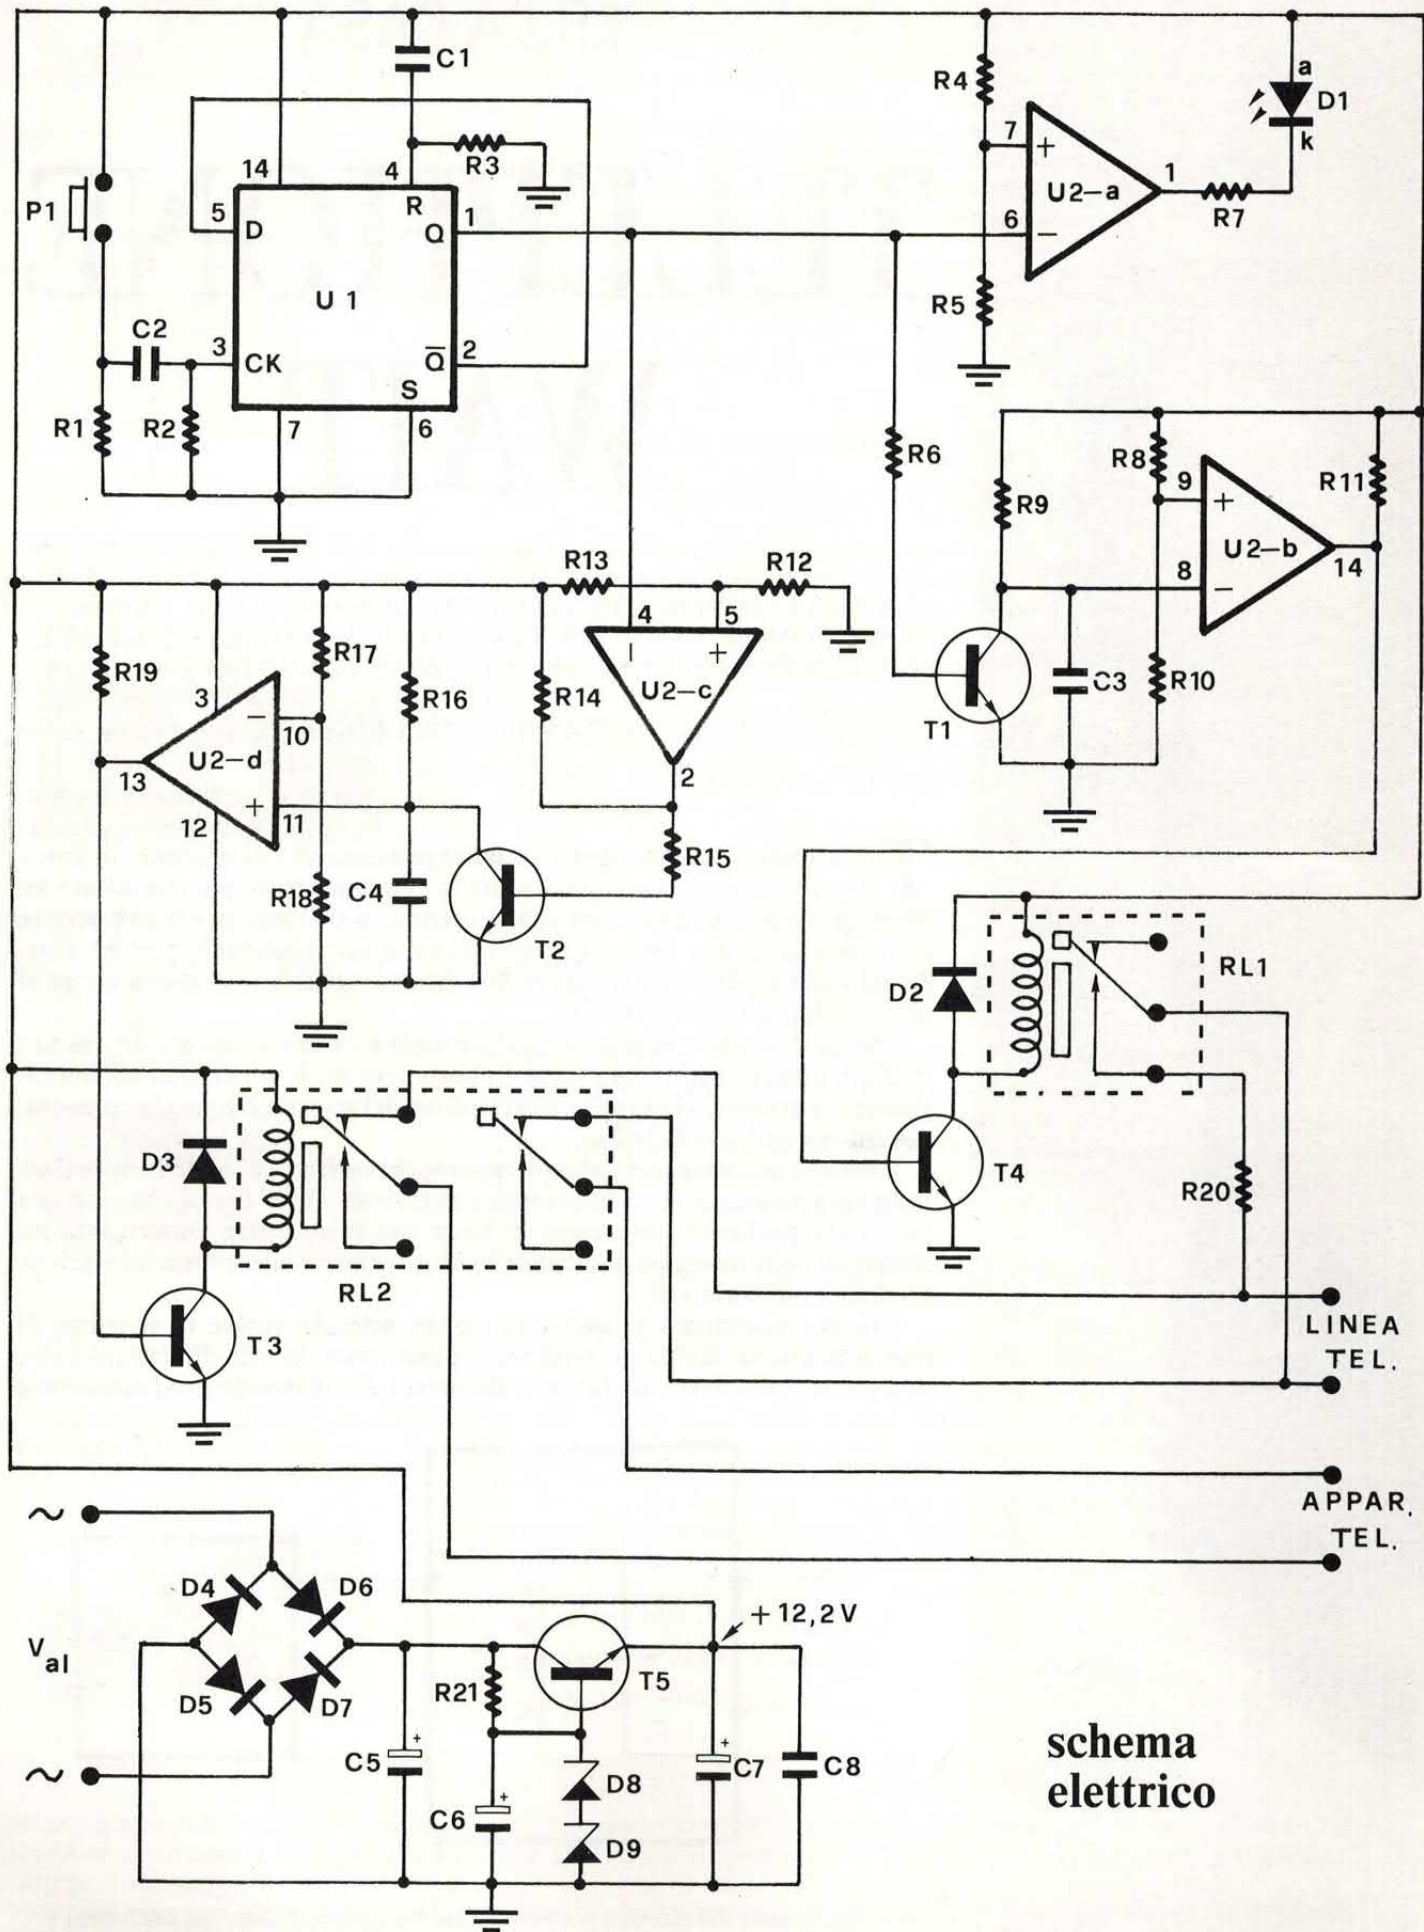 C1
R4
a
D1
k
R3
14
4
7
+
U2-a
1
P1
5
D
R
Q
1
6
−
R7
U 1
R5
C2
3
CK
Q̅
2
S
R1
R2
7
6
R6
R8
9
+
R11
R9
U2-b
14
8
−
R13
R12
4
5
R19
R17
−
+
3
−
R16
R14
U2-c
C3
R10
10
T1
U2-d
13
2
12
+
11
R15
R18
C4
T2
RL1
D2
D3
T4
R20
RL2
T3
LINEA
TEL.
APPAR.
TEL.
~
D4
D6
+ 12,2 V
V al
T5
R21
D5
D7
+
+
C5
C7
C8
schema
elettrico
~
D8
+
C6
D9